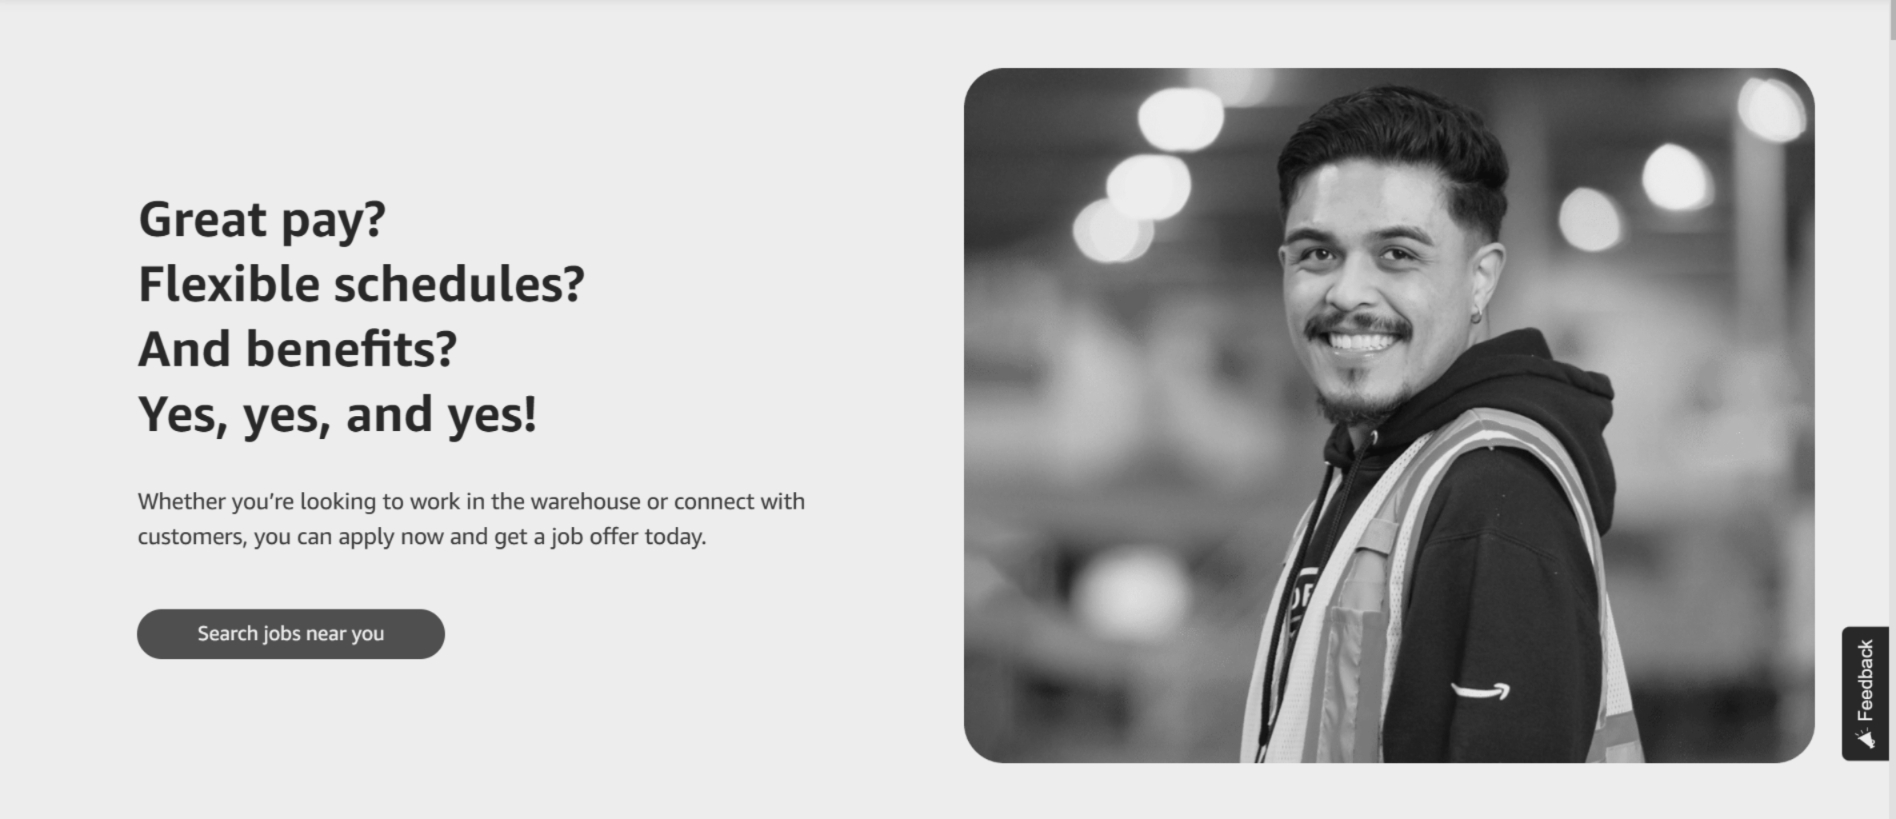 Great pay?
Flexible schedules?
And benefits?
Yes, yes, and yes!
Whether you’re looking to work in the warehouse or connect with
customers, you can apply now and get a job offer today.
Search jobs near you
Feedback